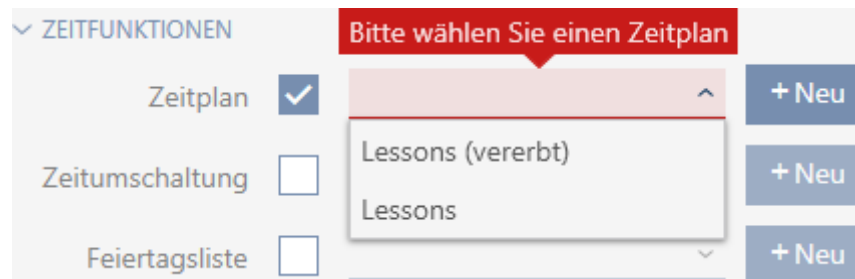 ZEITFUNKTIONEN
Bitte wählen Sie einen Zeitplan
Zeitplan
+ Neu
Lessons (vererbt)
Zeitumschaltung
+ Neu
Lessons
Feiertagsliste
+ Neu